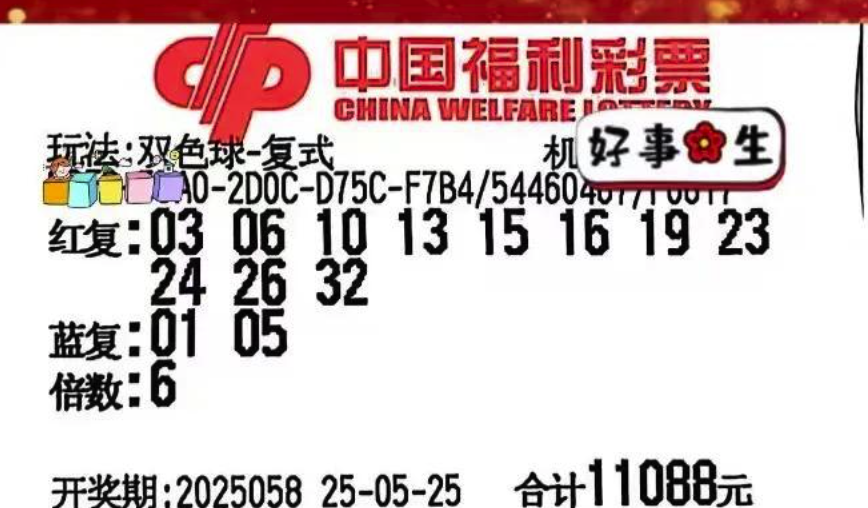 中国福利彩票
CHINA WELFARE LOTTERY
玩法:双色球-复式 机
好事生
A0-2D0C-D75C-F7B4/544604
红复:03 06 10 13 15 16 19 23
24 26 32
蓝复:01 05
倍数:6
开奖期:2025058 25-05-25 合计11088元